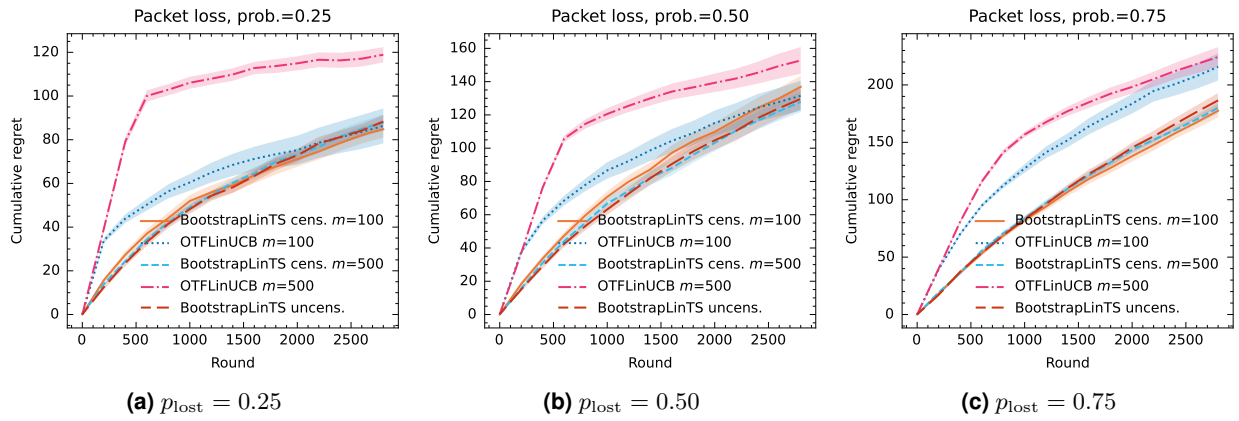 Packet loss, prob.=0.25
Cumulative regret
120
100
80
60
40
20
0
BootstrapLinTS cens. m=100
OTFLinUCB m=100
BootstrapLinTS cens. m=500
OTFLinUCB m=500
BootstrapLinTS uncens.
0 500 1000 1500 2000 2500
Round
(a) p_lost = 0.25
Packet loss, prob.=0.50
Cumulative regret
160
140
120
100
80
60
40
20
0
BootstrapLinTS cens. m=100
OTFLinUCB m=100
BootstrapLinTS cens. m=500
OTFLinUCB m=500
BootstrapLinTS uncens.
0 500 1000 1500 2000 2500
Round
(b) p_lost = 0.50
Packet loss, prob.=0.75
Cumulative regret
200
150
100
50
0
BootstrapLinTS cens. m=100
OTFLinUCB m=100
BootstrapLinTS cens. m=500
OTFLinUCB m=500
BootstrapLinTS uncens.
0 500 1000 1500 2000 2500
Round
(c) p_lost = 0.75